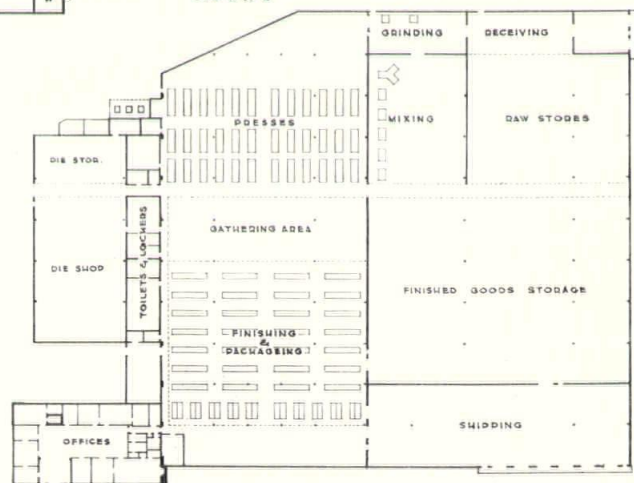 GRINDING
RECEIVING
PRESSES
MIXING
RAW STORES
DIE STOR.
TOILETS & LOCKERS
GATHERING AREA
DIE SHOP
FINISHED GOODS STORAGE
FINISHING
&
PACKAGEING
SHIPPING
OFFICES